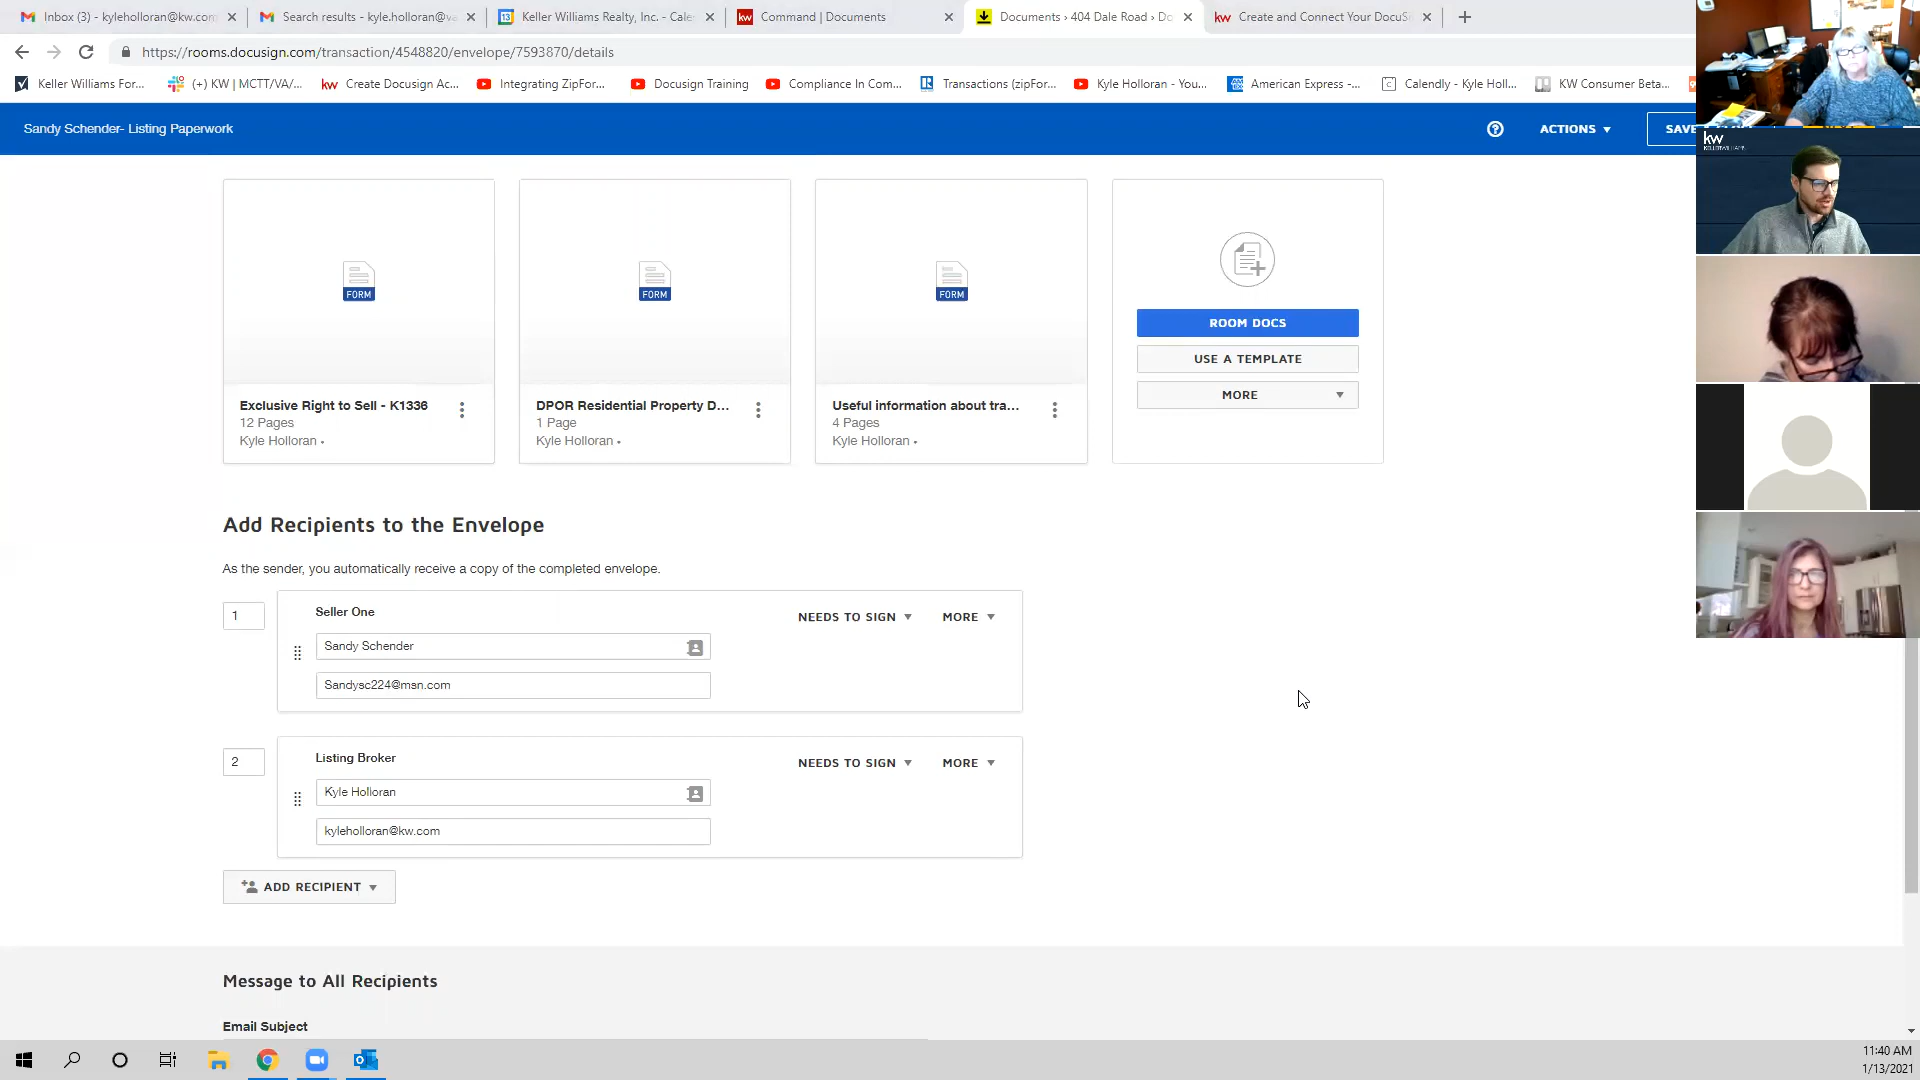 Inbox (3) - kyleholloran@kw.com
Search results - kyle.holloran@va
Keller Williams Realty, Inc. - Cale
Command | Documents
Documents › 404 Dale Road › Do
Create and Connect Your DocuSi
https://rooms.docusign.com/transaction/4548820/envelope/7593870/details
Keller Williams For...
(+) KW | MCTT/VA/...
Create Docusign Ac...
Integrating ZipFor...
Docusign Training
Compliance In Com...
Transactions (zipFor...
Kyle Holloran - You...
American Express -...
Calendly - Kyle Holl...
KW Consumer Beta...
Sandy Schender- Listing Paperwork
ACTIONS
SAVE
kw
KELLERWILLIAMS
FORM
FORM
FORM
ROOM DOCS
USE A TEMPLATE
MORE
Exclusive Right to Sell - K1336
12 Pages
Kyle Holloran •
DPOR Residential Property D...
1 Page
Kyle Holloran •
Useful information about tra...
4 Pages
Kyle Holloran •
Add Recipients to the Envelope
As the sender, you automatically receive a copy of the completed envelope.
1
Seller One
NEEDS TO SIGN
MORE
Sandy Schender
Sandysc224@msn.com
2
Listing Broker
NEEDS TO SIGN
MORE
Kyle Holloran
kyleholloran@kw.com
ADD RECIPIENT
Message to All Recipients
Email Subject
11:40 AM
1/13/2021